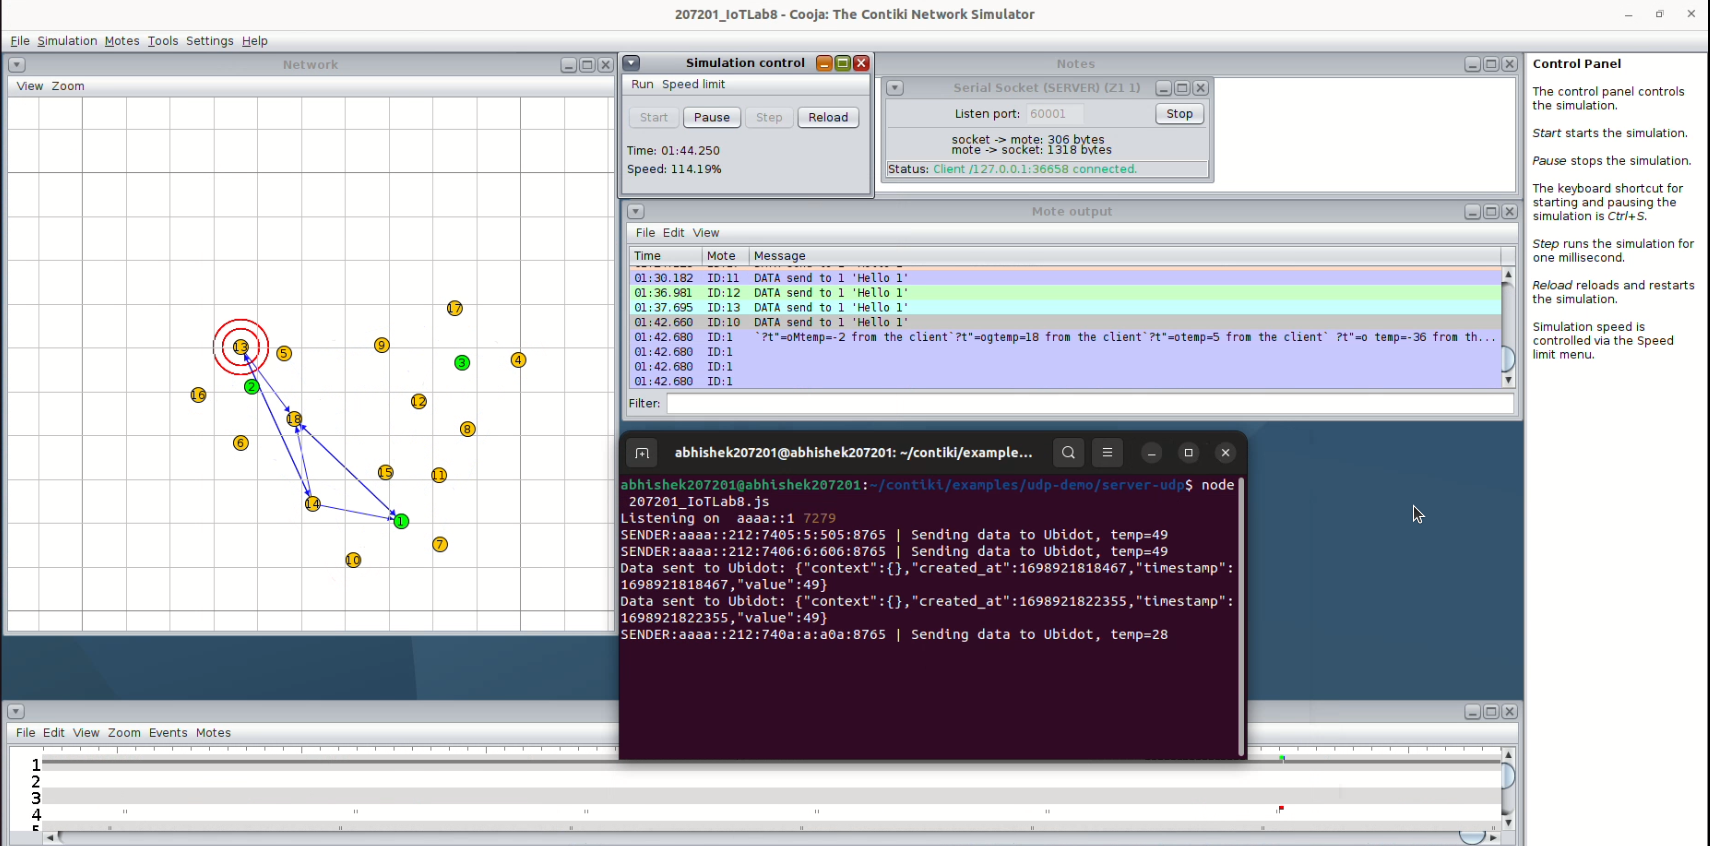 207201_IoTLab8 - Cooja: The Contiki Network Simulator
File Simulation Motes Tools Settings Help
Network
View Zoom
17
13
5
9
3
4
2
16
12
18
8
6
15
11
14
1
7
10
Simulation control
Run Speed limit
Start Pause Step Reload
Time: 01:44.250
Speed: 114.19%
Notes
Serial Socket (SERVER) (Z1 1)
Listen port: 60001 Stop
socket -> mote: 306 bytes
mote -> socket: 1318 bytes
Status: Client /127.0.0.1:36658 connected.
Mote output
File Edit View
Time Mote Message
01:30.182 ID:11 DATA send to 1 'Hello 1'
01:36.981 ID:12 DATA send to 1 'Hello 1'
01:37.695 ID:13 DATA send to 1 'Hello 1'
01:42.660 ID:10 DATA send to 1 'Hello 1'
01:42.680 ID:1 `?t"=oMtemp=-2 from the client`?t"=ogtemp=18 from the client`?t"=otemp=5 from the client` ?t"=o temp=-36 from th...
01:42.680 ID:1
01:42.680 ID:1
01:42.680 ID:1
Filter:
abhishek207201@abhishek207201: ~/contiki/example...
abhishek207201@abhishek207201:~/contiki/examples/udp-demo/server-udp$ node
207201_IoTLab8.js
Listening on aaaa::1 7279
SENDER:aaaa::212:7405:5:505:8765 | Sending data to Ubidot, temp=49
SENDER:aaaa::212:7406:6:606:8765 | Sending data to Ubidot, temp=49
Data sent to Ubidot: {"context":{},"created_at":1698921818467,"timestamp":
1698921818467,"value":49}
Data sent to Ubidot: {"context":{},"created_at":1698921822355,"timestamp":
1698921822355,"value":49}
SENDER:aaaa::212:740a:a:a0a:8765 | Sending data to Ubidot, temp=28
File Edit View Zoom Events Motes
1
2
3
4
5
Control Panel
The control panel controls
the simulation.
Start starts the simulation.
Pause stops the simulation.
The keyboard shortcut for
starting and pausing the
simulation is Ctrl+S.
Step runs the simulation for
one millisecond.
Reload reloads and restarts
the simulation.
Simulation speed is
controlled via the Speed
limit menu.